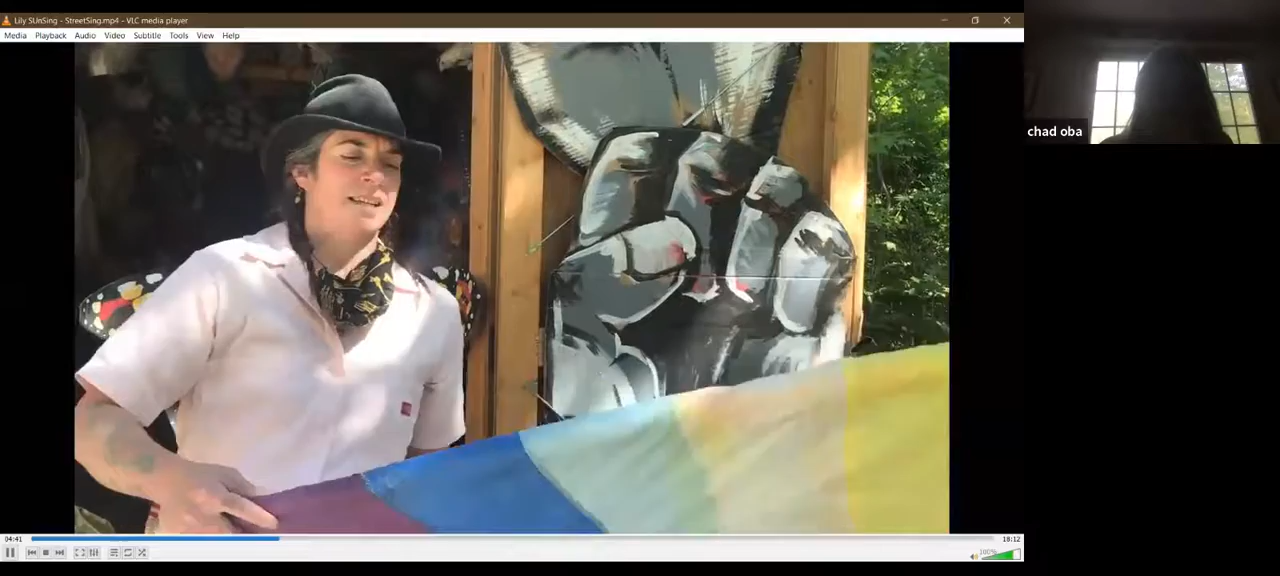 Lily SUnSing - StreetSing.mp4 - VLC media player
Media Playback Audio Video Subtitle Tools View Help
chad oba
04:41
18:12
100%